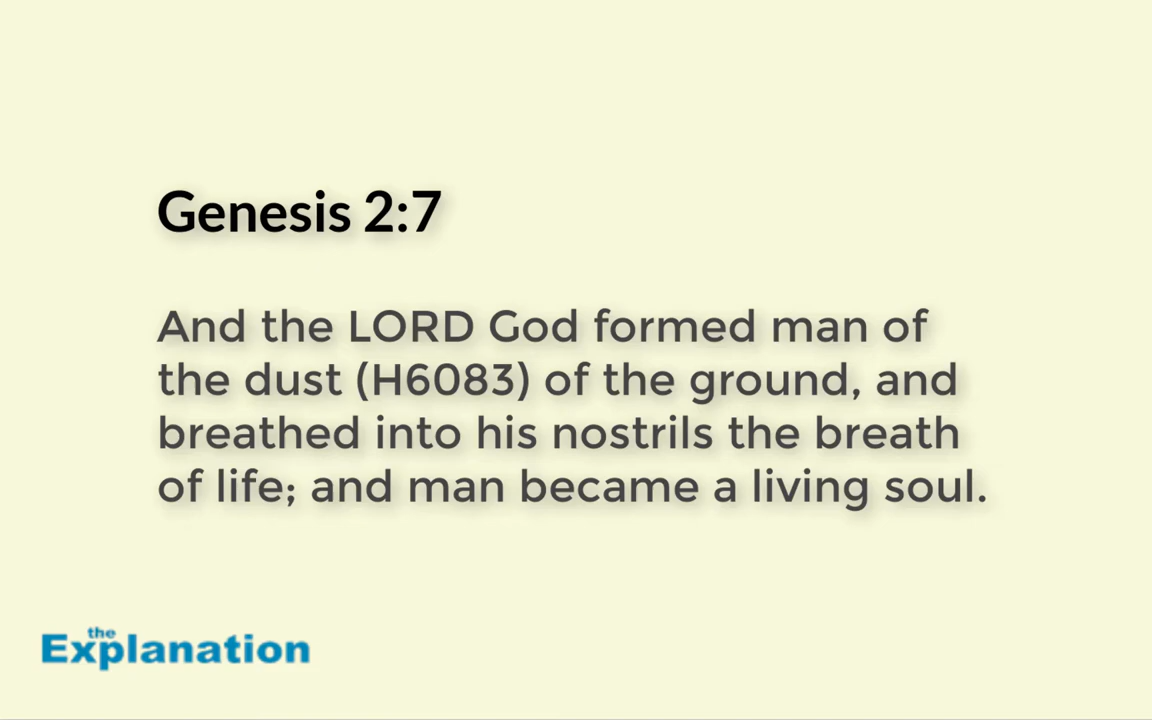 Genesis 2:7
And the LORD God formed man of
the dust (H6083) of the ground, and
breathed into his nostrils the breath
of life; and man became a living soul.
the
Explanation